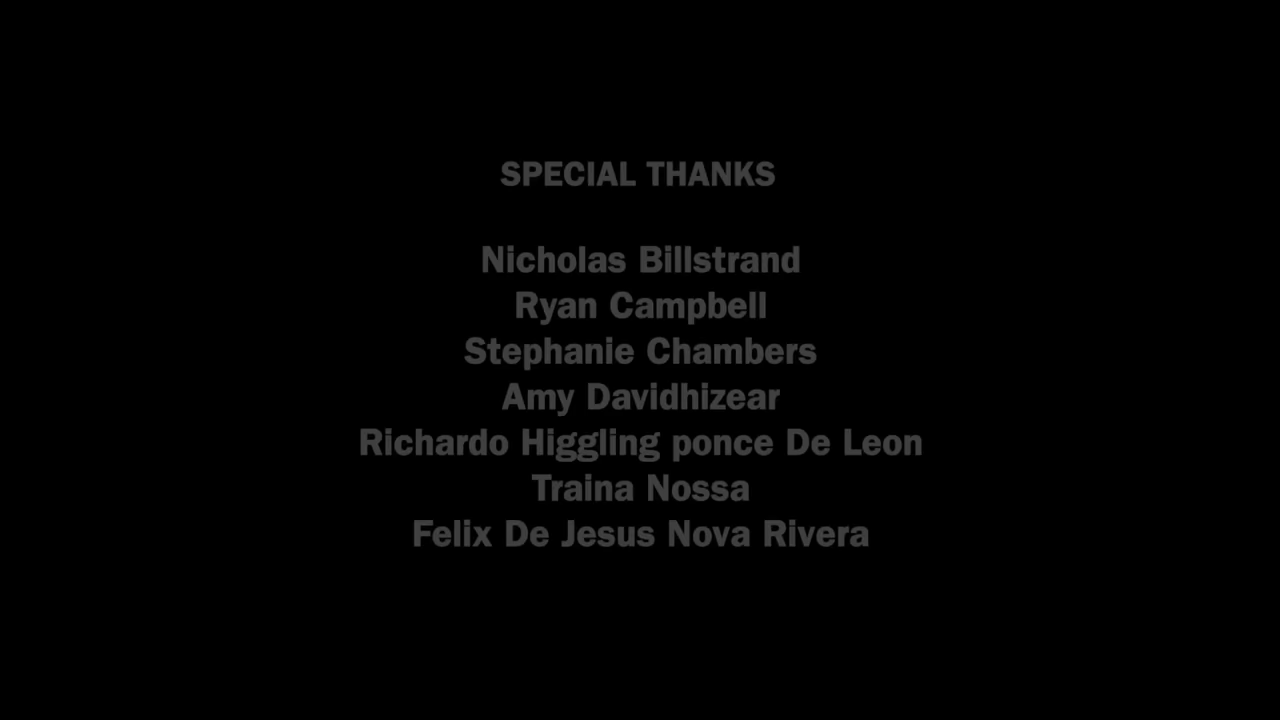 SPECIAL THANKS
Nicholas Billstrand
Ryan Campbell
Stephanie Chambers
Amy Davidhizear
Richardo Higgling ponce De Leon
Traina Nossa
Felix De Jesus Nova Rivera